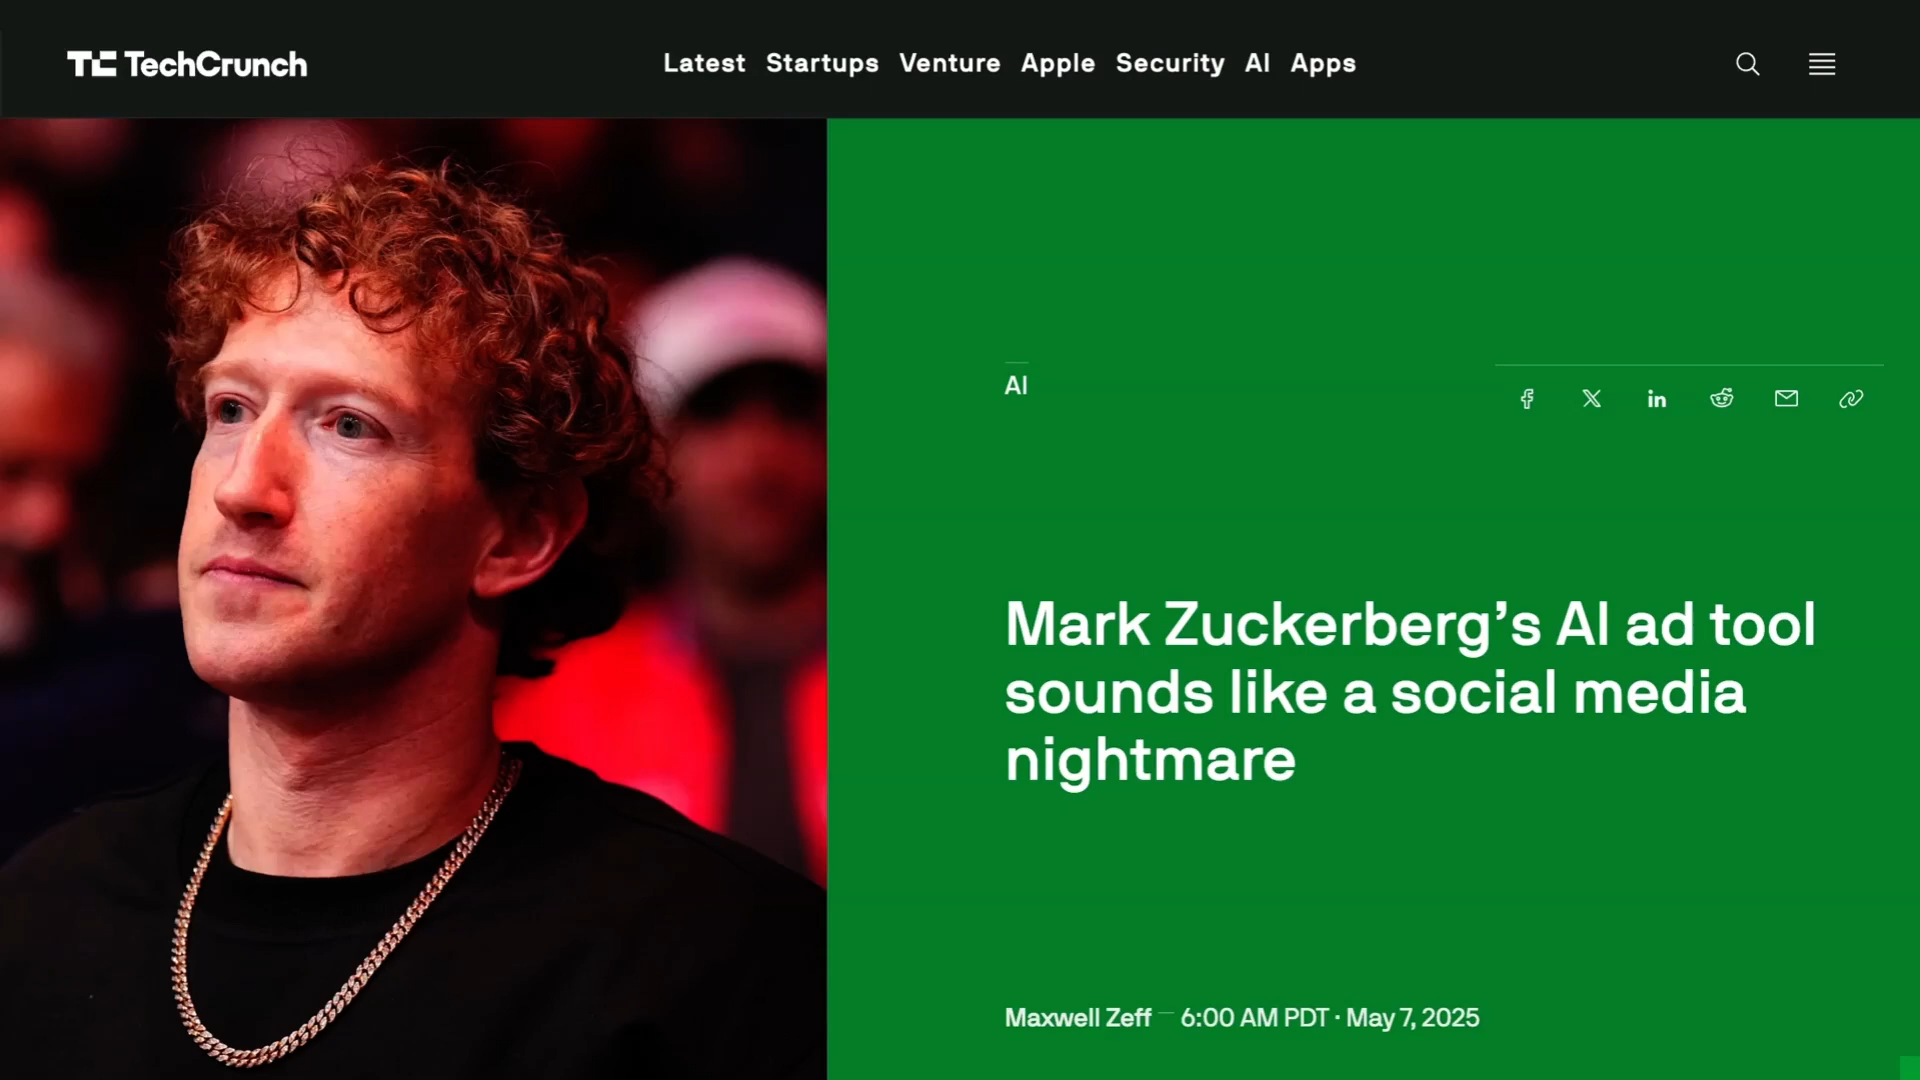 TechCrunch
Latest Startups Venture Apple Security AI Apps
AI
Mark Zuckerberg’s AI ad tool
sounds like a social media
nightmare
Maxwell Zeff — 6:00 AM PDT · May 7, 2025